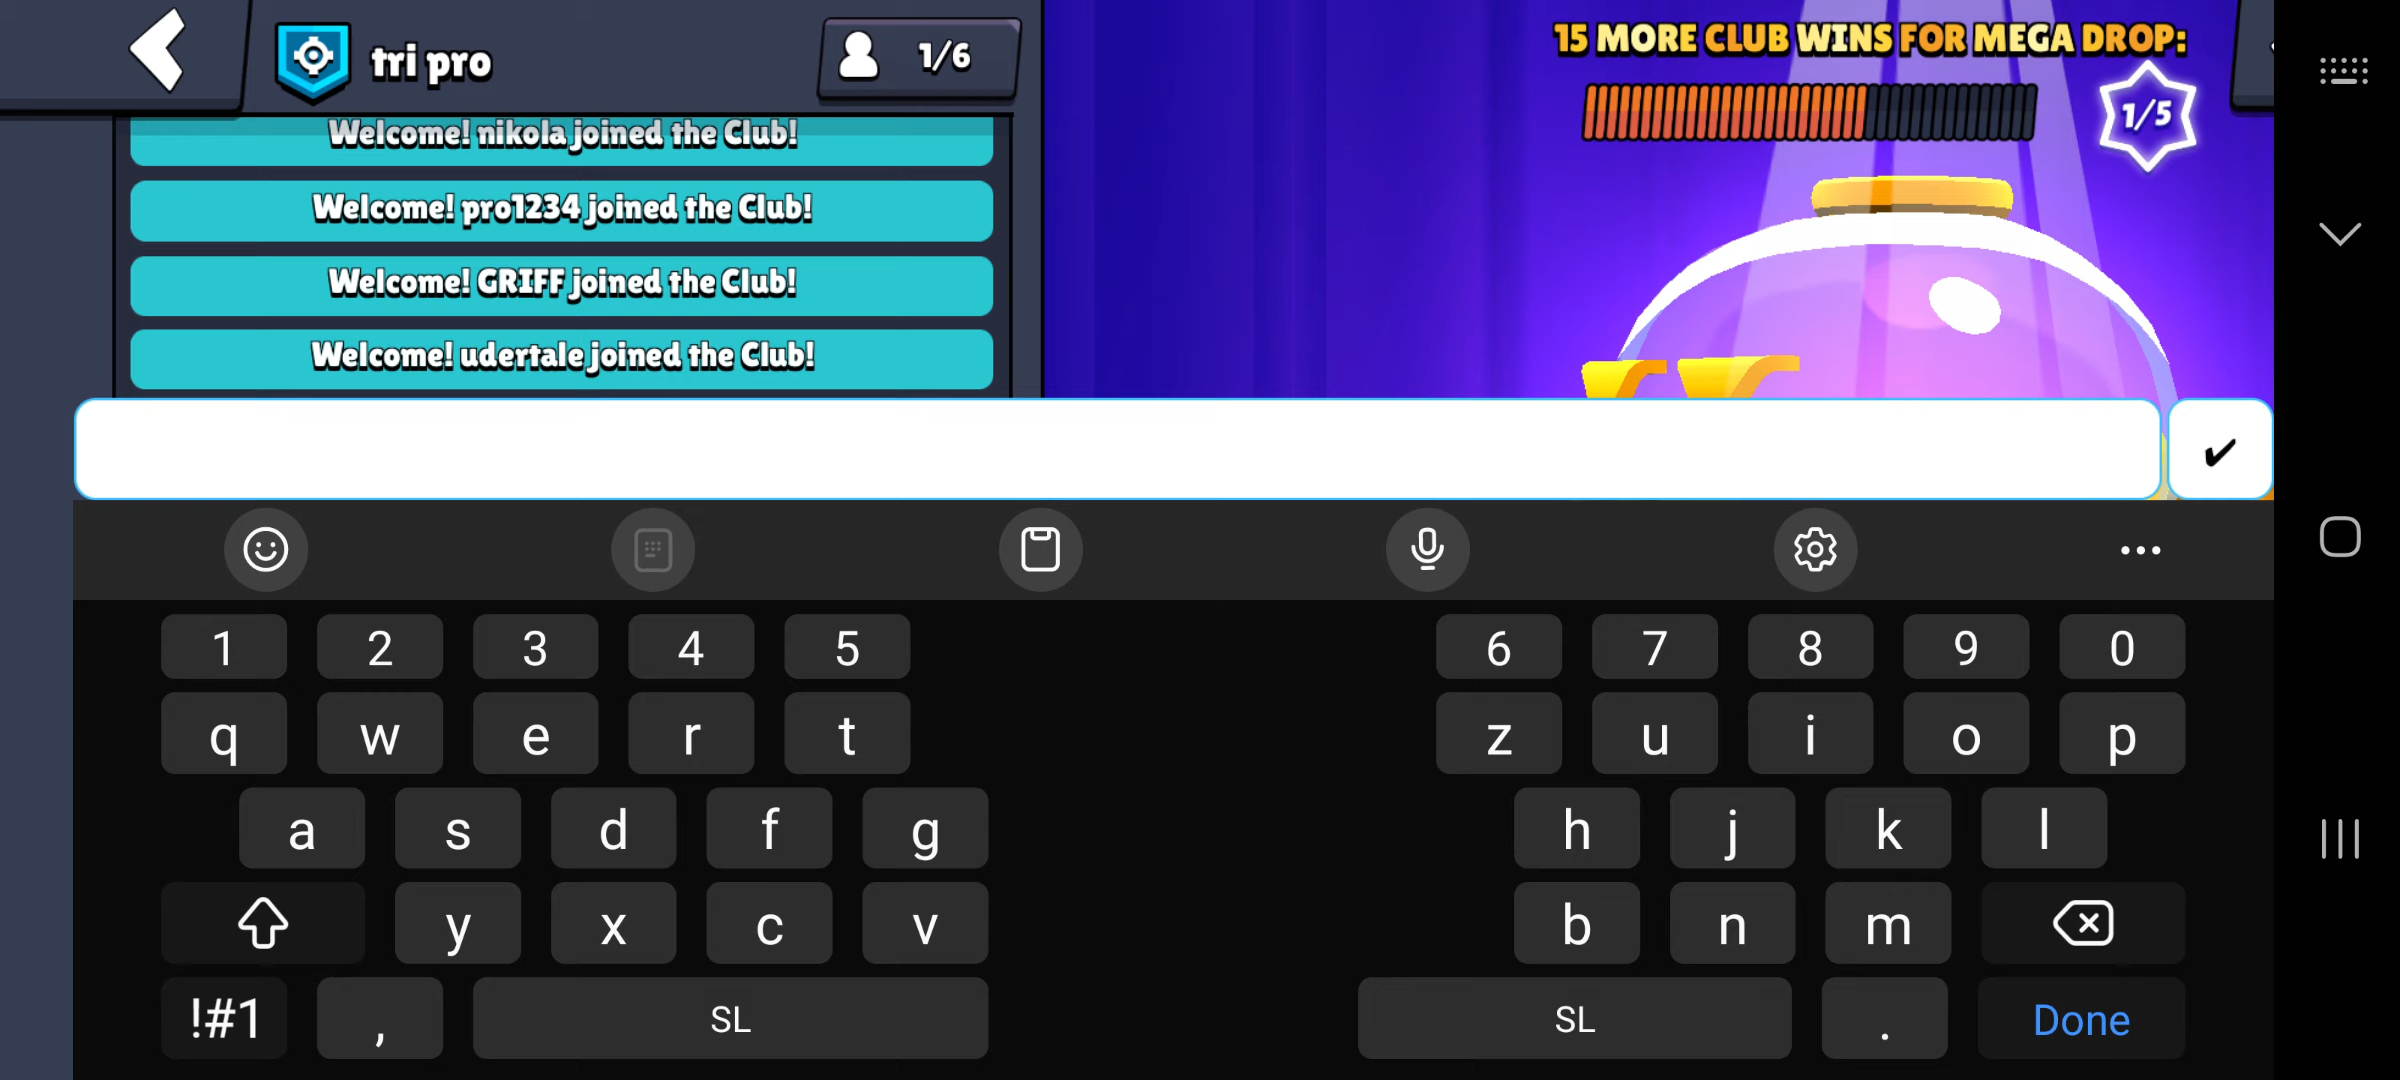 tri pro
1/6
15 MORE CLUB WINS FOR MEGA DROP:
1/5
Welcome! nikola joined the Club!
Welcome! pro1234 joined the Club!
Welcome! GRIFF joined the Club!
Welcome! udertale joined the Club!
1 2 3 4 5 6 7 8 9 0
q w e r t z u i o p
a s d f g h j k l
y x c v b n m
!#1 , SL SL . Done